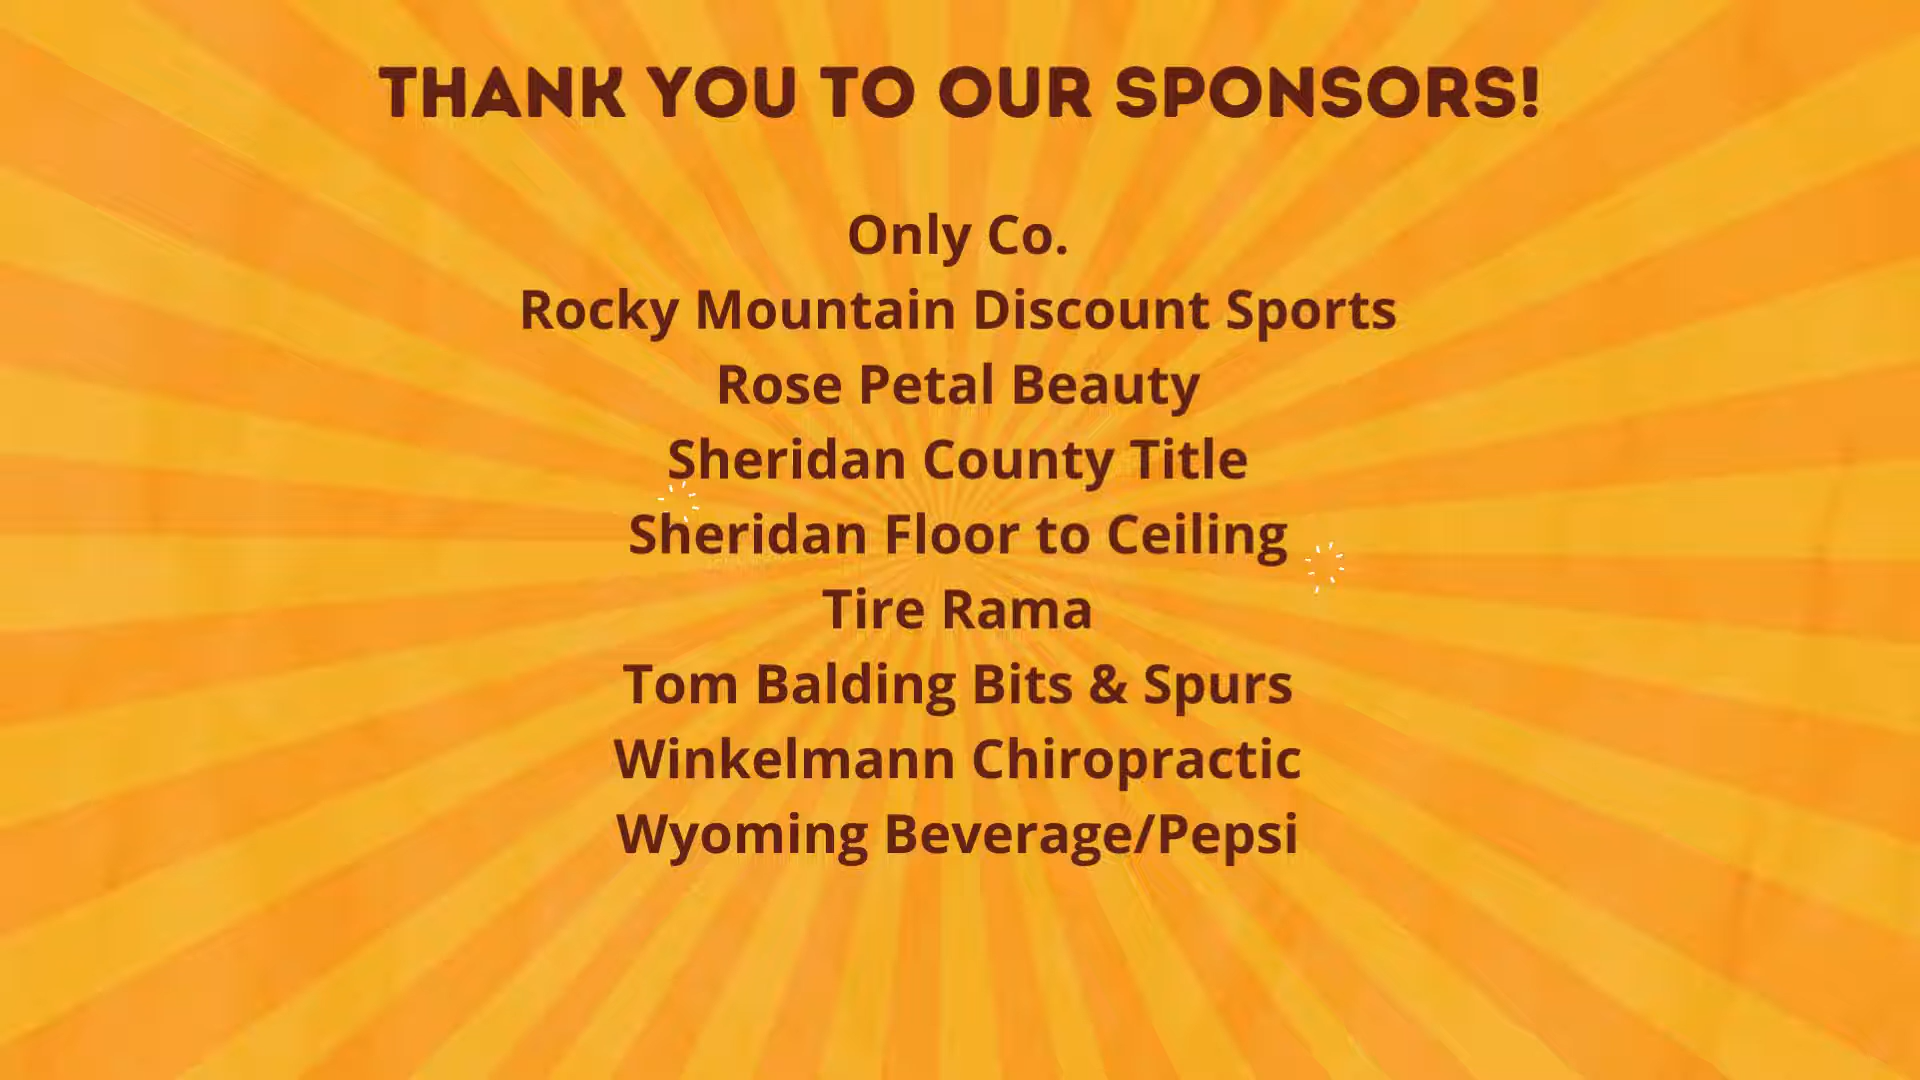 THANK YOU TO OUR SPONSORS!
Only Co.
Rocky Mountain Discount Sports
Rose Petal Beauty
Sheridan County Title
Sheridan Floor to Ceiling
Tire Rama
Tom Balding Bits & Spurs
Winkelmann Chiropractic
Wyoming Beverage/Pepsi